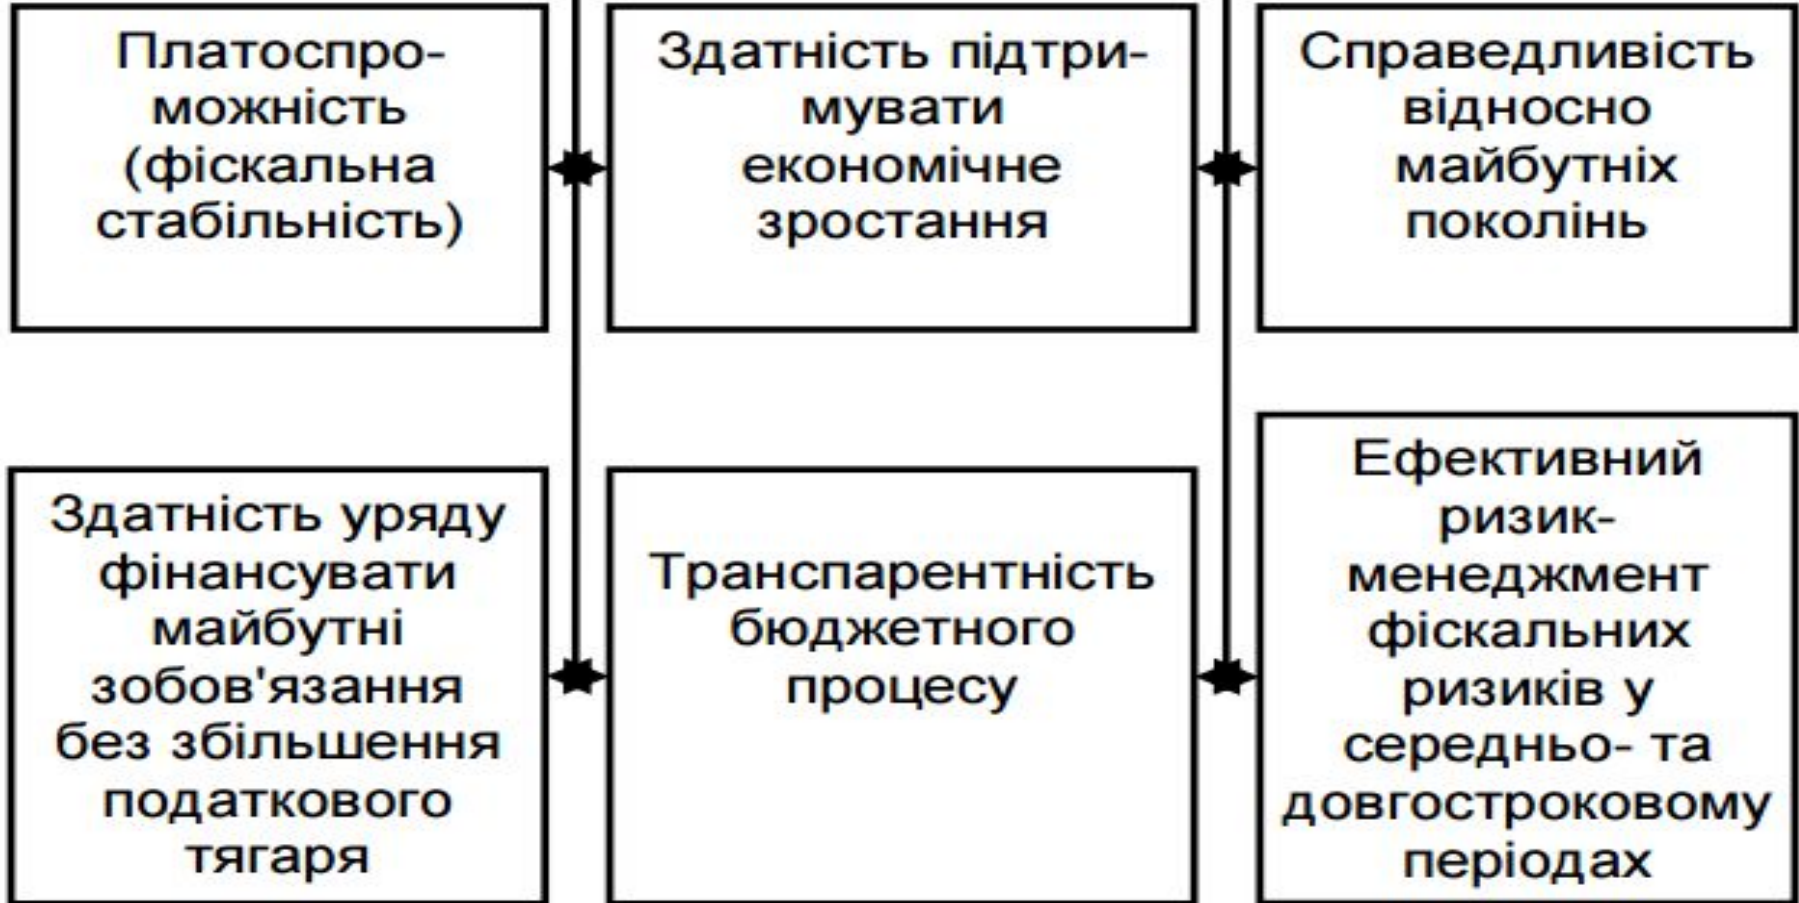 Платоспро-
можність
(фіскальна
стабільність)
Здатність підтри-
мувати
економічне
зростання
Справедливість
відносно
майбутніх
поколінь
Здатність уряду
фінансувати
майбутні
зобов'язання
без збільшення
податкового
тягаря
Транспарентність
бюджетного
процесу
Ефективний
ризик-
менеджмент
фіскальних
ризиків у
середньо- та
довгостроковому
періодах